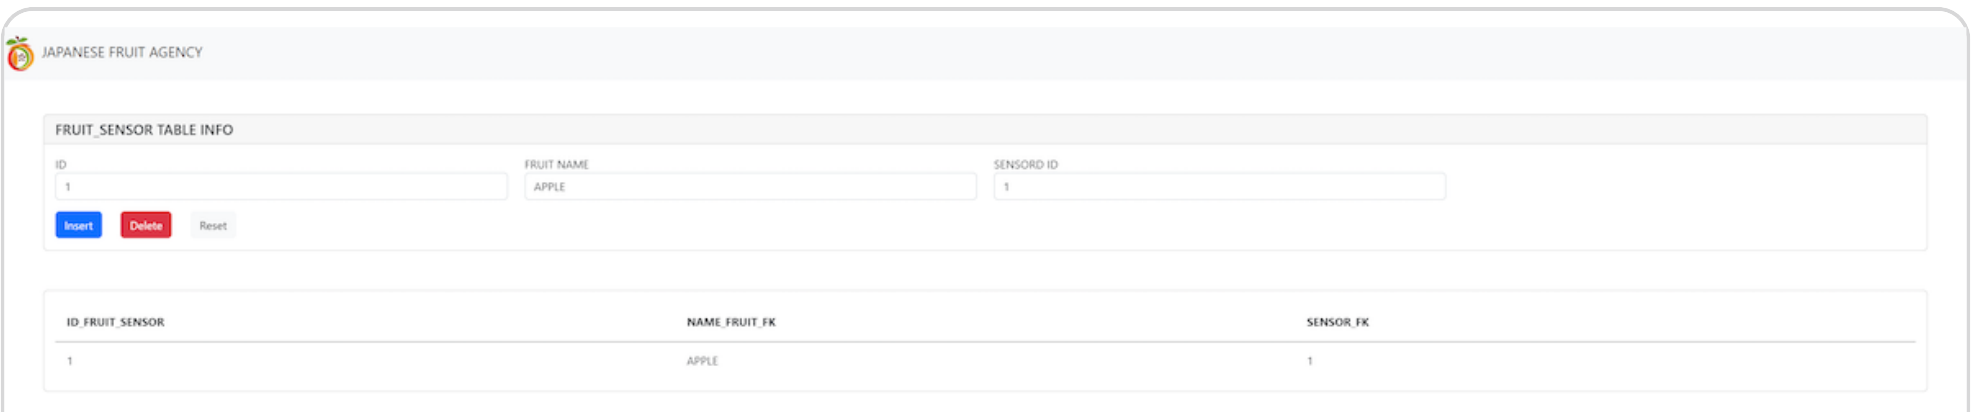 JAPANESE FRUIT AGENCY
FRUIT_SENSOR TABLE INFO
ID FRUIT NAME SENSORD ID
1 APPLE 1
Insert Delete Reset
ID_FRUIT_SENSOR NAME_FRUIT_FK SENSOR_FK
1 APPLE 1